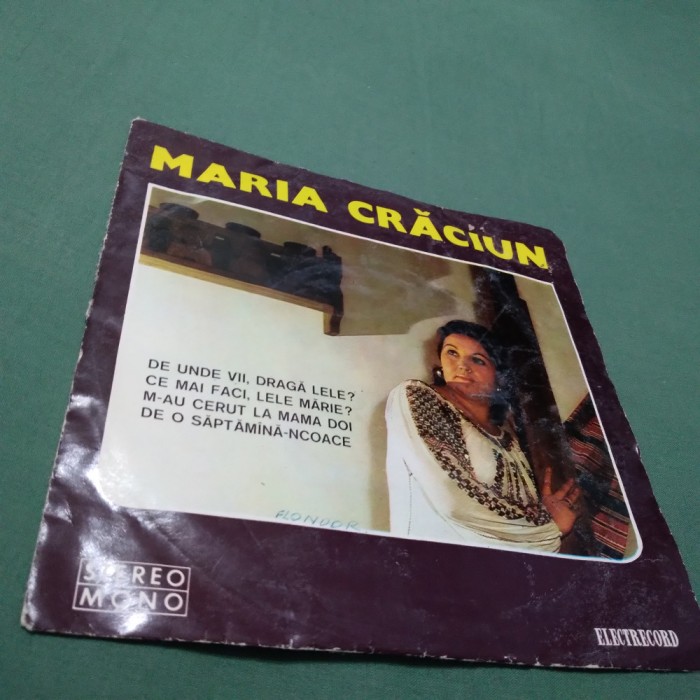 MARIA CRĂCIUN
DE UNDE VII, DRAGĂ LELE?
CE MAI FACI, LELE MĂRIE?
M-AU CERUT LA MAMA DOI
DE O SĂPTĂMÎNĂ-NCOACE
FLONDOR
STEREO
MONO
ELECTRECORD